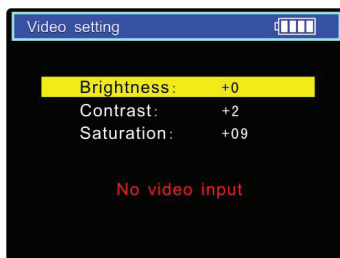 Video setting
Brightness: +0
Contrast: +2
Saturation: +09
No video input